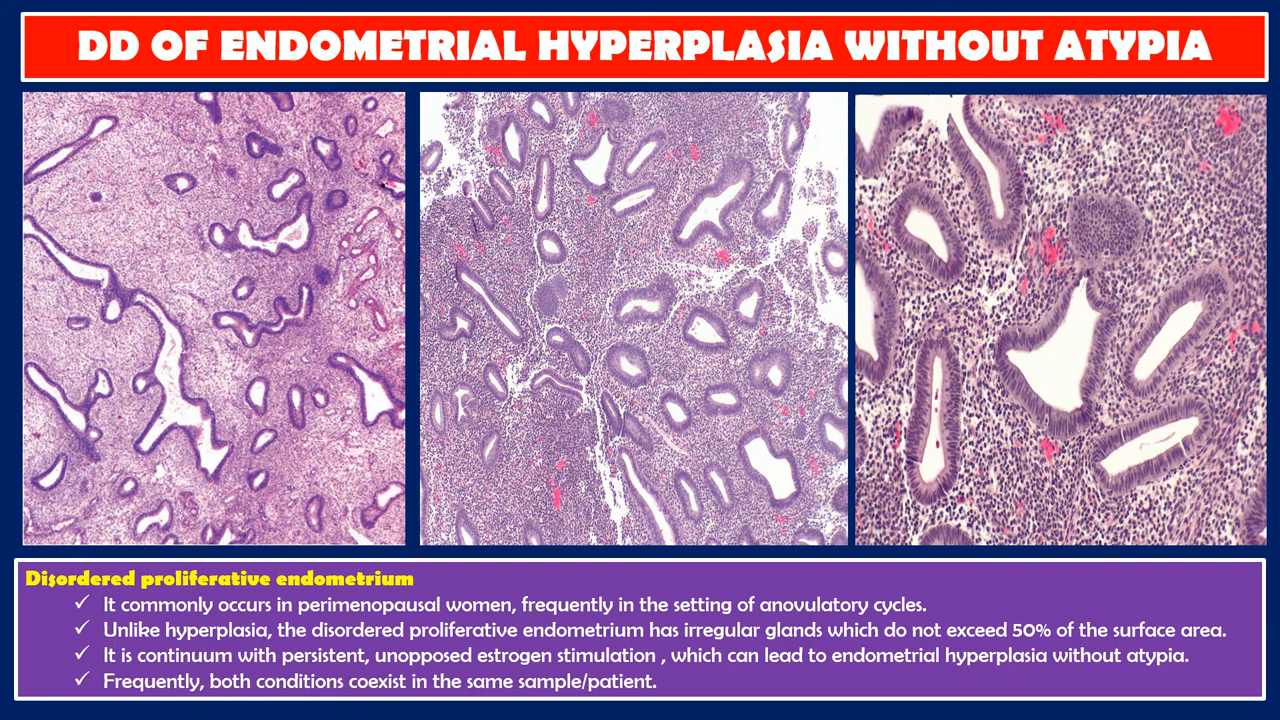 DD OF ENDOMETRIAL HYPERPLASIA WITHOUT ATYPIA
Disordered proliferative endometrium
✓ It commonly occurs in perimenopausal women, frequently in the setting of anovulatory cycles.
✓ Unlike hyperplasia, the disordered proliferative endometrium has irregular glands which do not exceed 50% of the surface area.
✓ It is continuum with persistent, unopposed estrogen stimulation , which can lead to endometrial hyperplasia without atypia.
✓ Frequently, both conditions coexist in the same sample/patient.